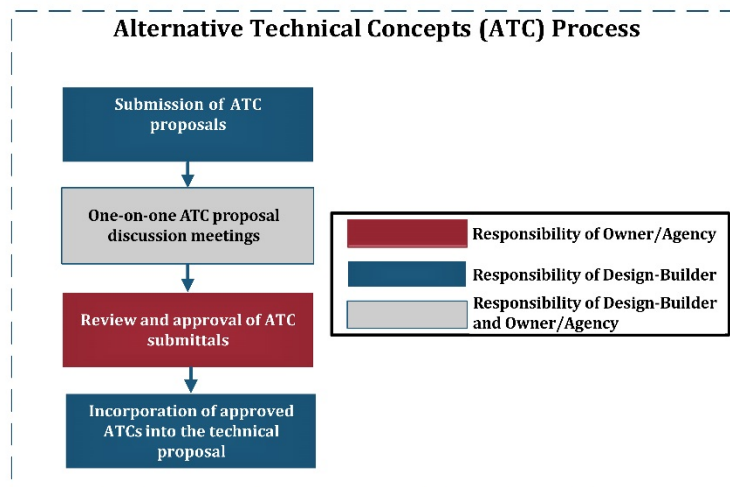 Alternative Technical Concepts (ATC) Process
Submission of ATC
proposals
One-on-one ATC proposal
discussion meetings
Review and approval of ATC
submittals
Incorporation of approved
ATCs into the technical
proposal
Responsibility of Owner/Agency
Responsibility of Design-Builder
Responsibility of Design-Builder
and Owner/Agency